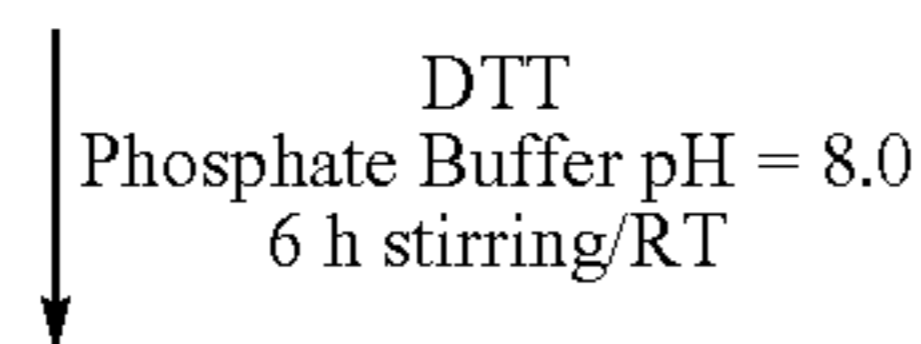 DTT
Phosphate Buffer pH = 8.0
6 h stirring/RT